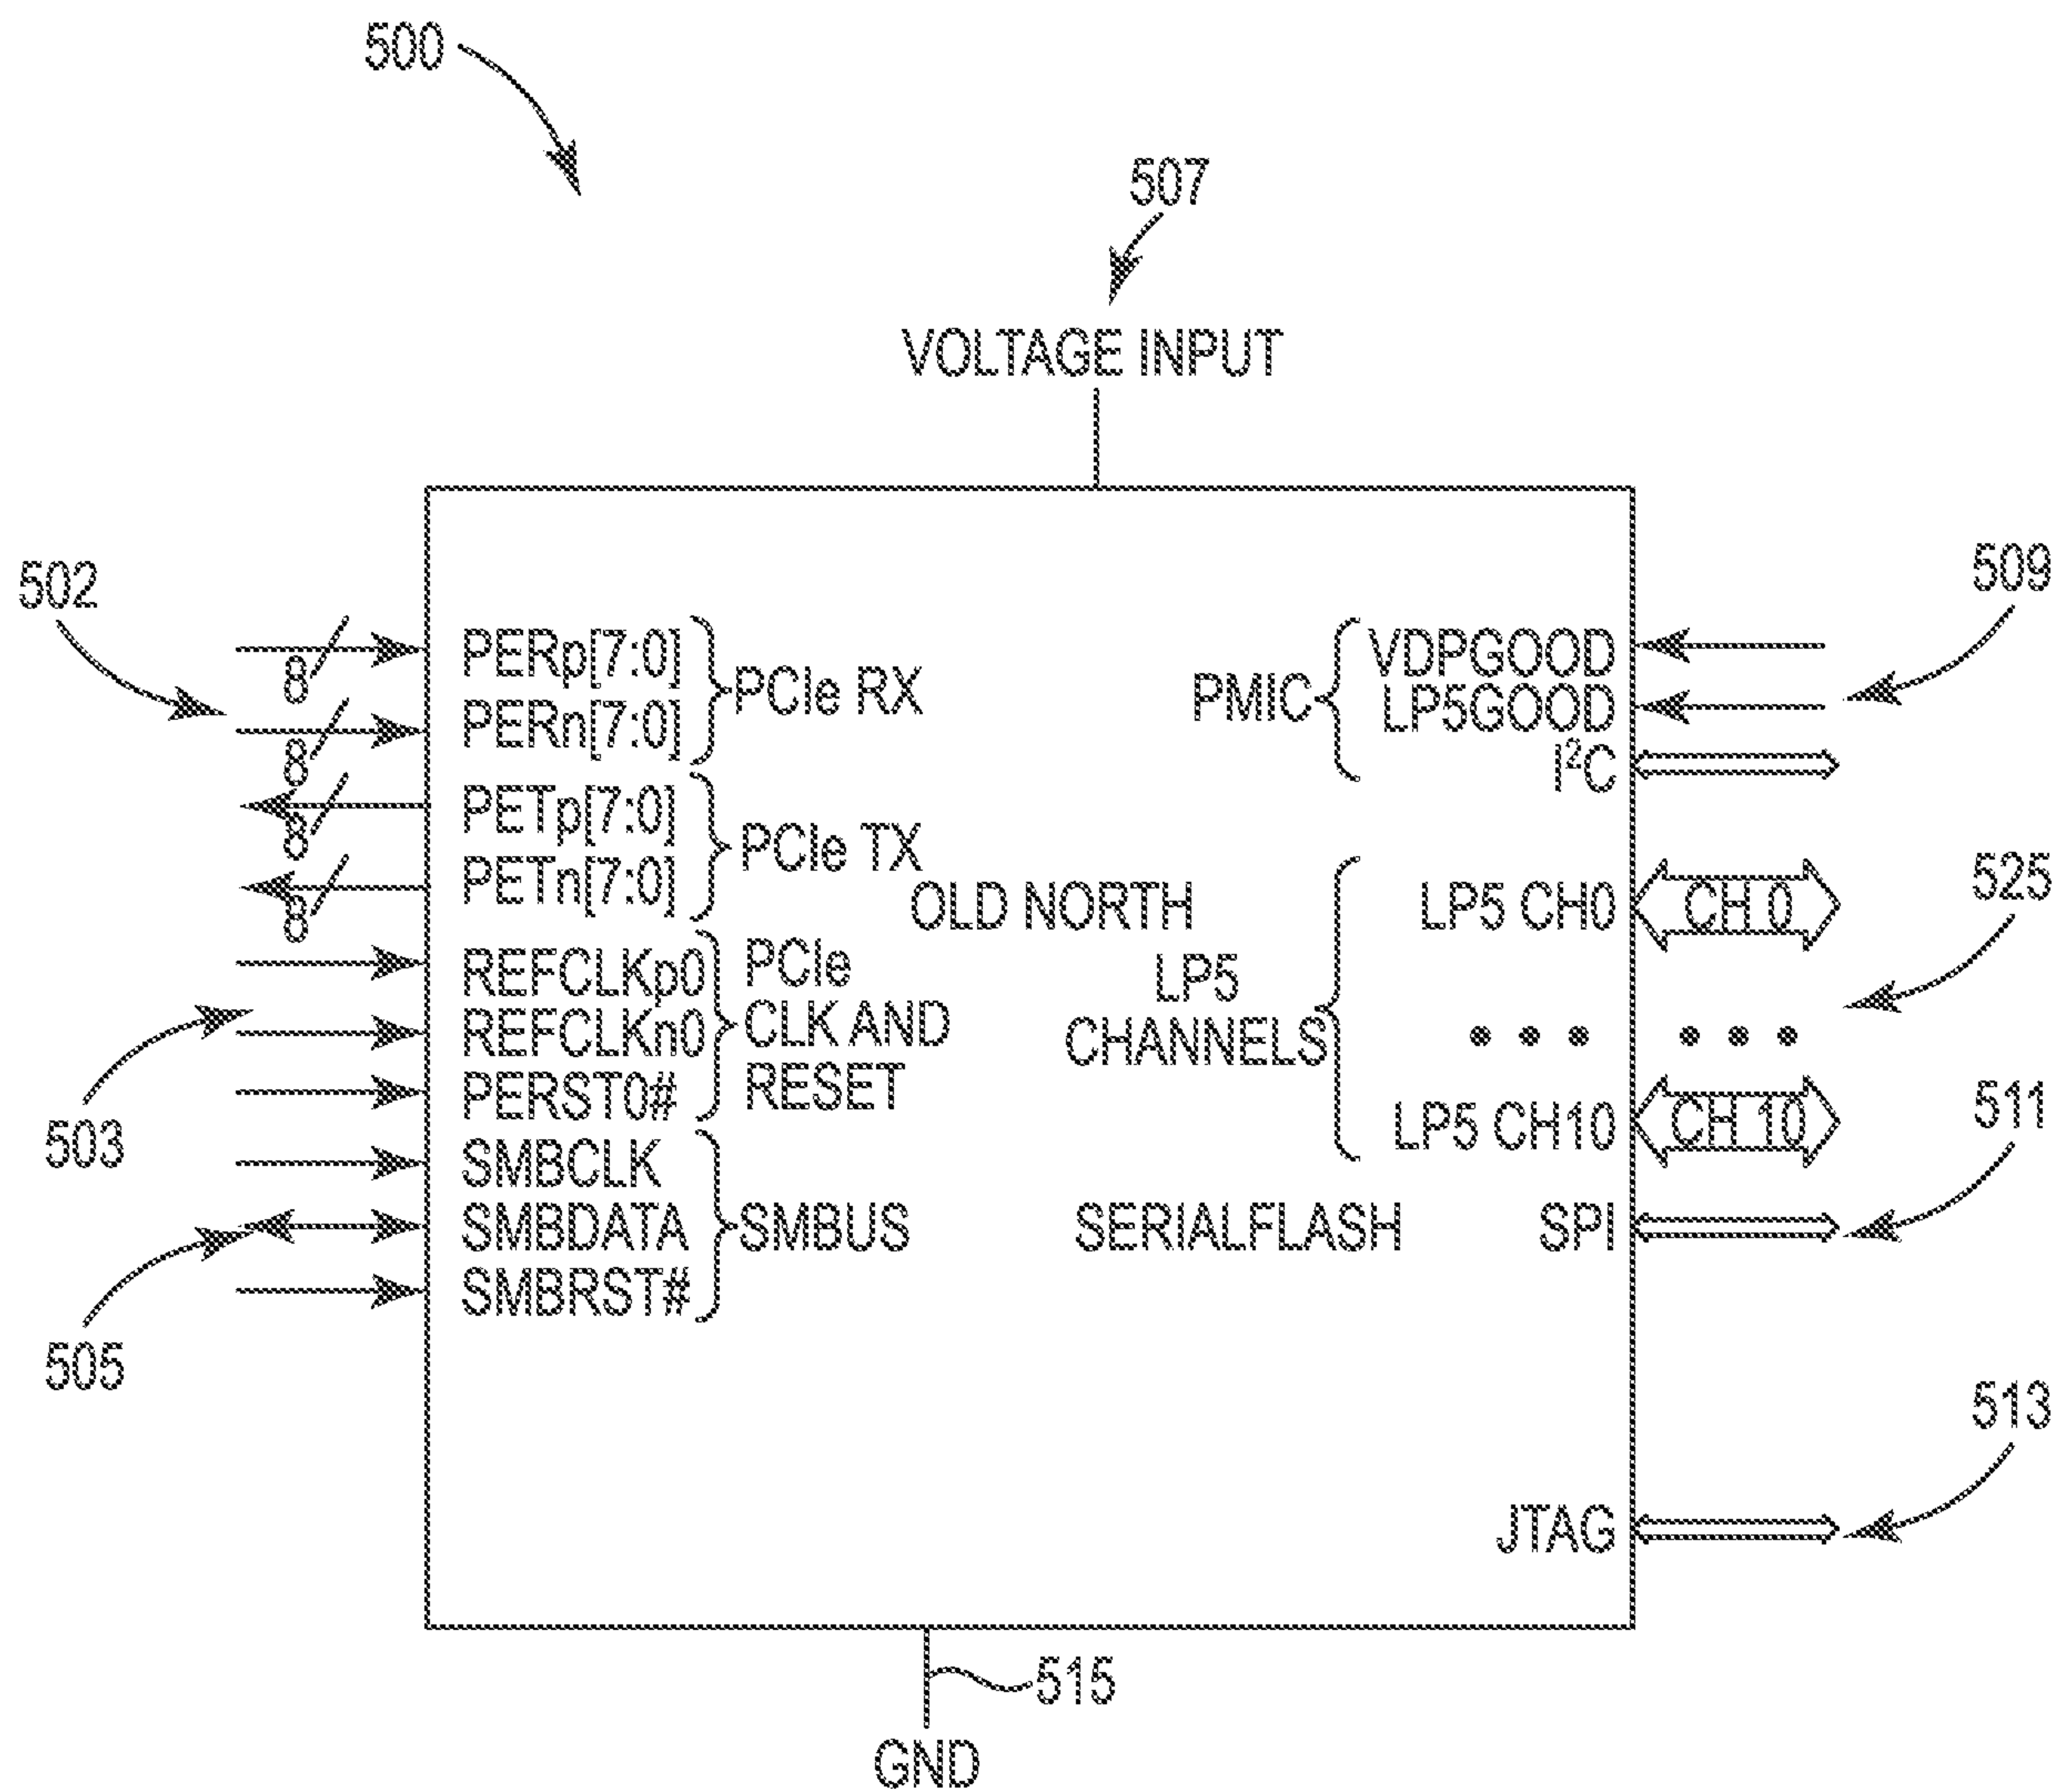 500
507
VOLTAGE INPUT
502
8
8
8
8
PERp[7:0]
PERn[7:0]
PCIe RX
PETp[7:0]
PETn[7:0]
PCIe TX
503
REFCLKp0
REFCLKn0
PERST0#
PCIe
CLK AND
RESET
505
SMBCLK
SMBDATA
SMBRST#
SMBUS
OLD NORTH
PMIC
VDPGOOD
LP5GOOD
I²C
509
LP5
CHANNELS
LP5 CH0
CH 0
• • •
• • •
LP5 CH10
CH 10
525
SERIALFLASH
SPI
511
JTAG
513
515
GND